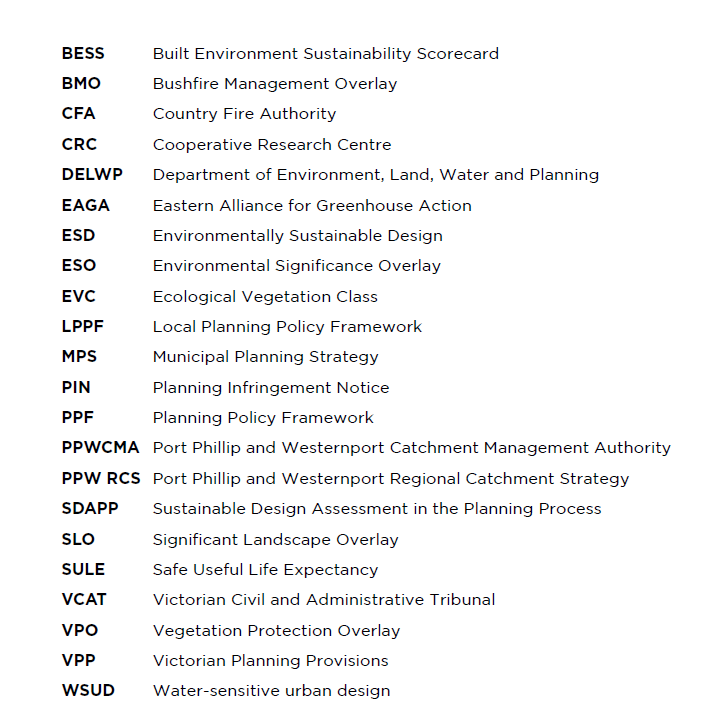 BESS Built Environment Sustainability Scorecard
BMO Bushfire Management Overlay
CFA Country Fire Authority
CRC Cooperative Research Centre
DELWP Department of Environment, Land, Water and Planning
EAGA Eastern Alliance for Greenhouse Action
ESD Environmentally Sustainable Design
ESO Environmental Significance Overlay
EVC Ecological Vegetation Class
LPPF Local Planning Policy Framework
MPS Municipal Planning Strategy
PIN Planning Infringement Notice
PPF Planning Policy Framework
PPWCMA Port Phillip and Westernport Catchment Management Authority
PPW RCS Port Phillip and Westernport Regional Catchment Strategy
SDAPP Sustainable Design Assessment in the Planning Process
SLO Significant Landscape Overlay
SULE Safe Useful Life Expectancy
VCAT Victorian Civil and Administrative Tribunal
VPO Vegetation Protection Overlay
VPP Victorian Planning Provisions
WSUD Water-sensitive urban design